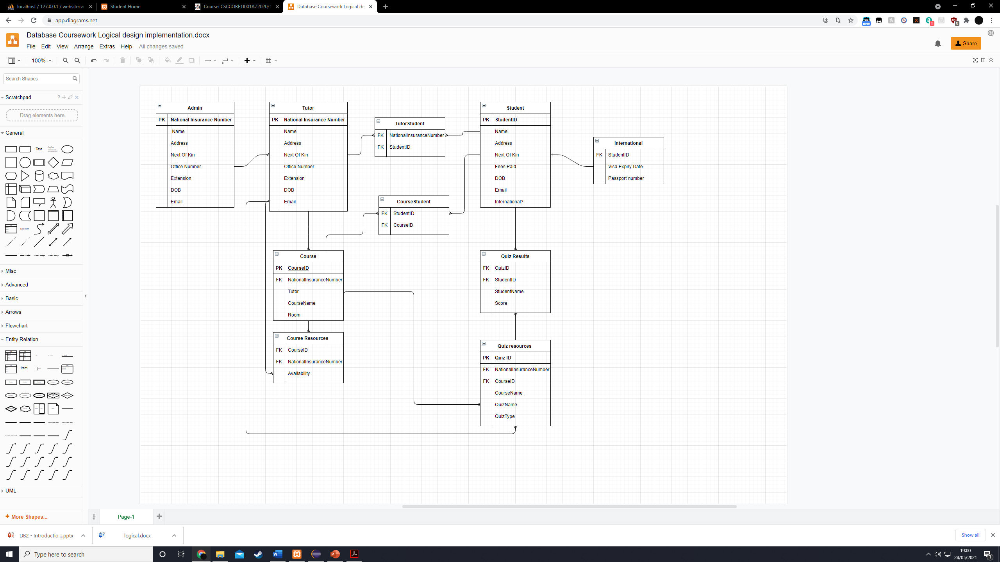 localhost / 127.0.0.1 / websitecw
Student Home
Course: CSCCORE1I001AZ2020/1
Database Coursework Logical de
app.diagrams.net
new
1
3
Database Coursework Logical design implementation.docx
File Edit View Arrange Extras Help All changes saved
Share
100%
Search Shapes
Scratchpad
?
Drag elements here
General
Text
Heading
List Item
Misc
Advanced
Basic
Arrows
Flowchart
Entity Relation
Item
UML
+ More Shapes...
Admin
PK National Insurance Number
Name
Address
Next Of Kin
Office Number
Extension
DOB
Email
Tutor
PK National Insurance Number
Name
Address
Next Of Kin
Office Number
Extension
DOB
Email
TutorStudent
FK NationalInsuranceNumber
FK StudentID
Student
PK StudentID
Name
Address
Next Of Kin
Fees Paid
DOB
Email
International?
International
FK StudentID
Visa Expiry Date
Passport number
CourseStudent
FK StudentID
FK CourseID
Course
PK CourseID
FK NationalInsuranceNumber
Tutor
CourseName
Room
Quiz Results
FK QuizID
FK StudentID
StudentName
Score
Course Resources
FK CourseID
FK NationalInsuranceNumber
Availability
Quiz resources
PK Quiz ID
FK NationalInsuranceNumber
FK CourseID
CourseName
QuizName
QuizType
Page-1
DB2 - Introductio....pptx
logical.docx
Show all
Type here to search
19:00
24/05/2021
1